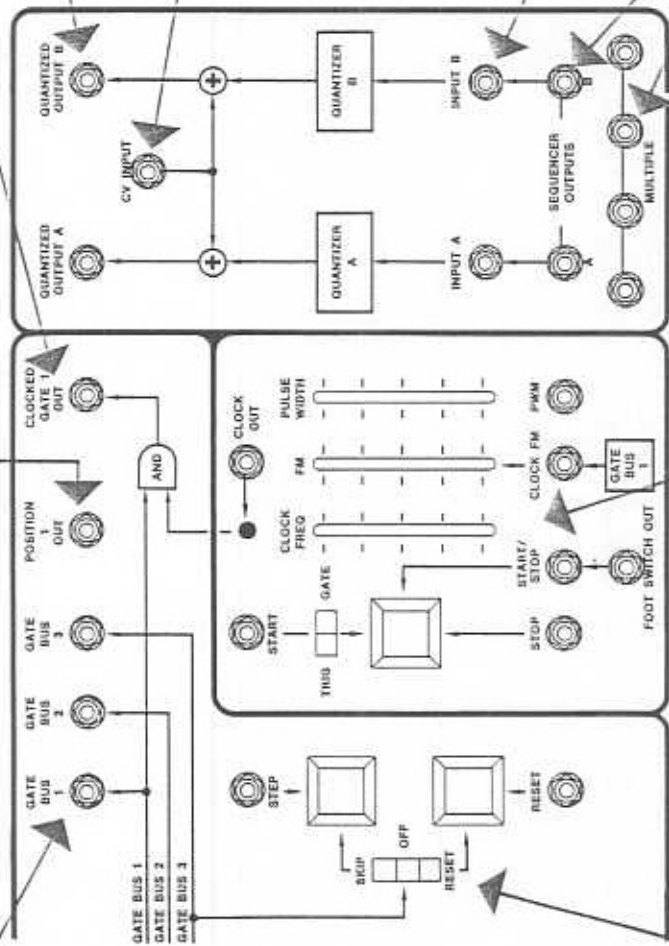 GATE BUS 1
GATE BUS 2
GATE BUS 3
GATE
BUS
1
GATE
BUS
2
GATE
BUS
3
POSITION
1
OUT
CLOCKED
GATE 1
OUT
AND
SKIP
OFF
RESET
STEP
RESET
START
TRIG
GATE
STOP
START/
STOP
FOOT SWITCH OUT
CLOCK
OUT
CLOCK
FREQ
FM
PULSE
WIDTH
CLOCK FM
PWM
GATE
BUS
1
QUANTIZED
OUTPUT A
QUANTIZED
OUTPUT B
CV INPUT
+
+
QUANTIZER
A
QUANTIZER
B
INPUT A
INPUT B
SEQUENCER
OUTPUTS
A
B
MULTIPLE